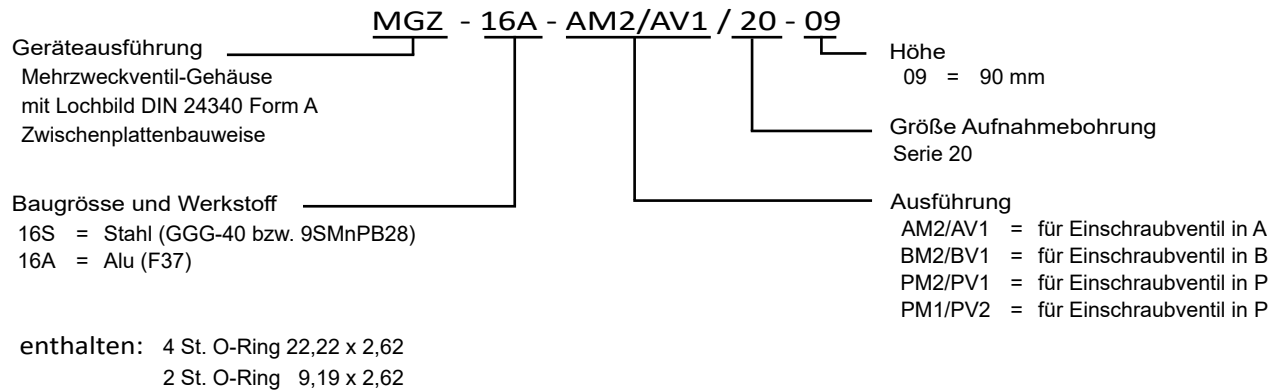 MGZ - 16A - AM2/AV1 / 20 - 09
Geräteausführung
Mehrzweckventil-Gehäuse
mit Lochbild DIN 24340 Form A
Zwischenplattenbauweise
Baugrösse und Werkstoff
16S = Stahl (GGG-40 bzw. 9SMnPB28)
16A = Alu (F37)
enthalten: 4 St. O-Ring 22,22 x 2,62
2 St. O-Ring 9,19 x 2,62
Höhe
09 = 90 mm
Größe Aufnahmebohrung
Serie 20
Ausführung
AM2/AV1 = für Einschraubventil in A
BM2/BV1 = für Einschraubventil in B
PM2/PV1 = für Einschraubventil in P
PM1/PV2 = für Einschraubventil in P